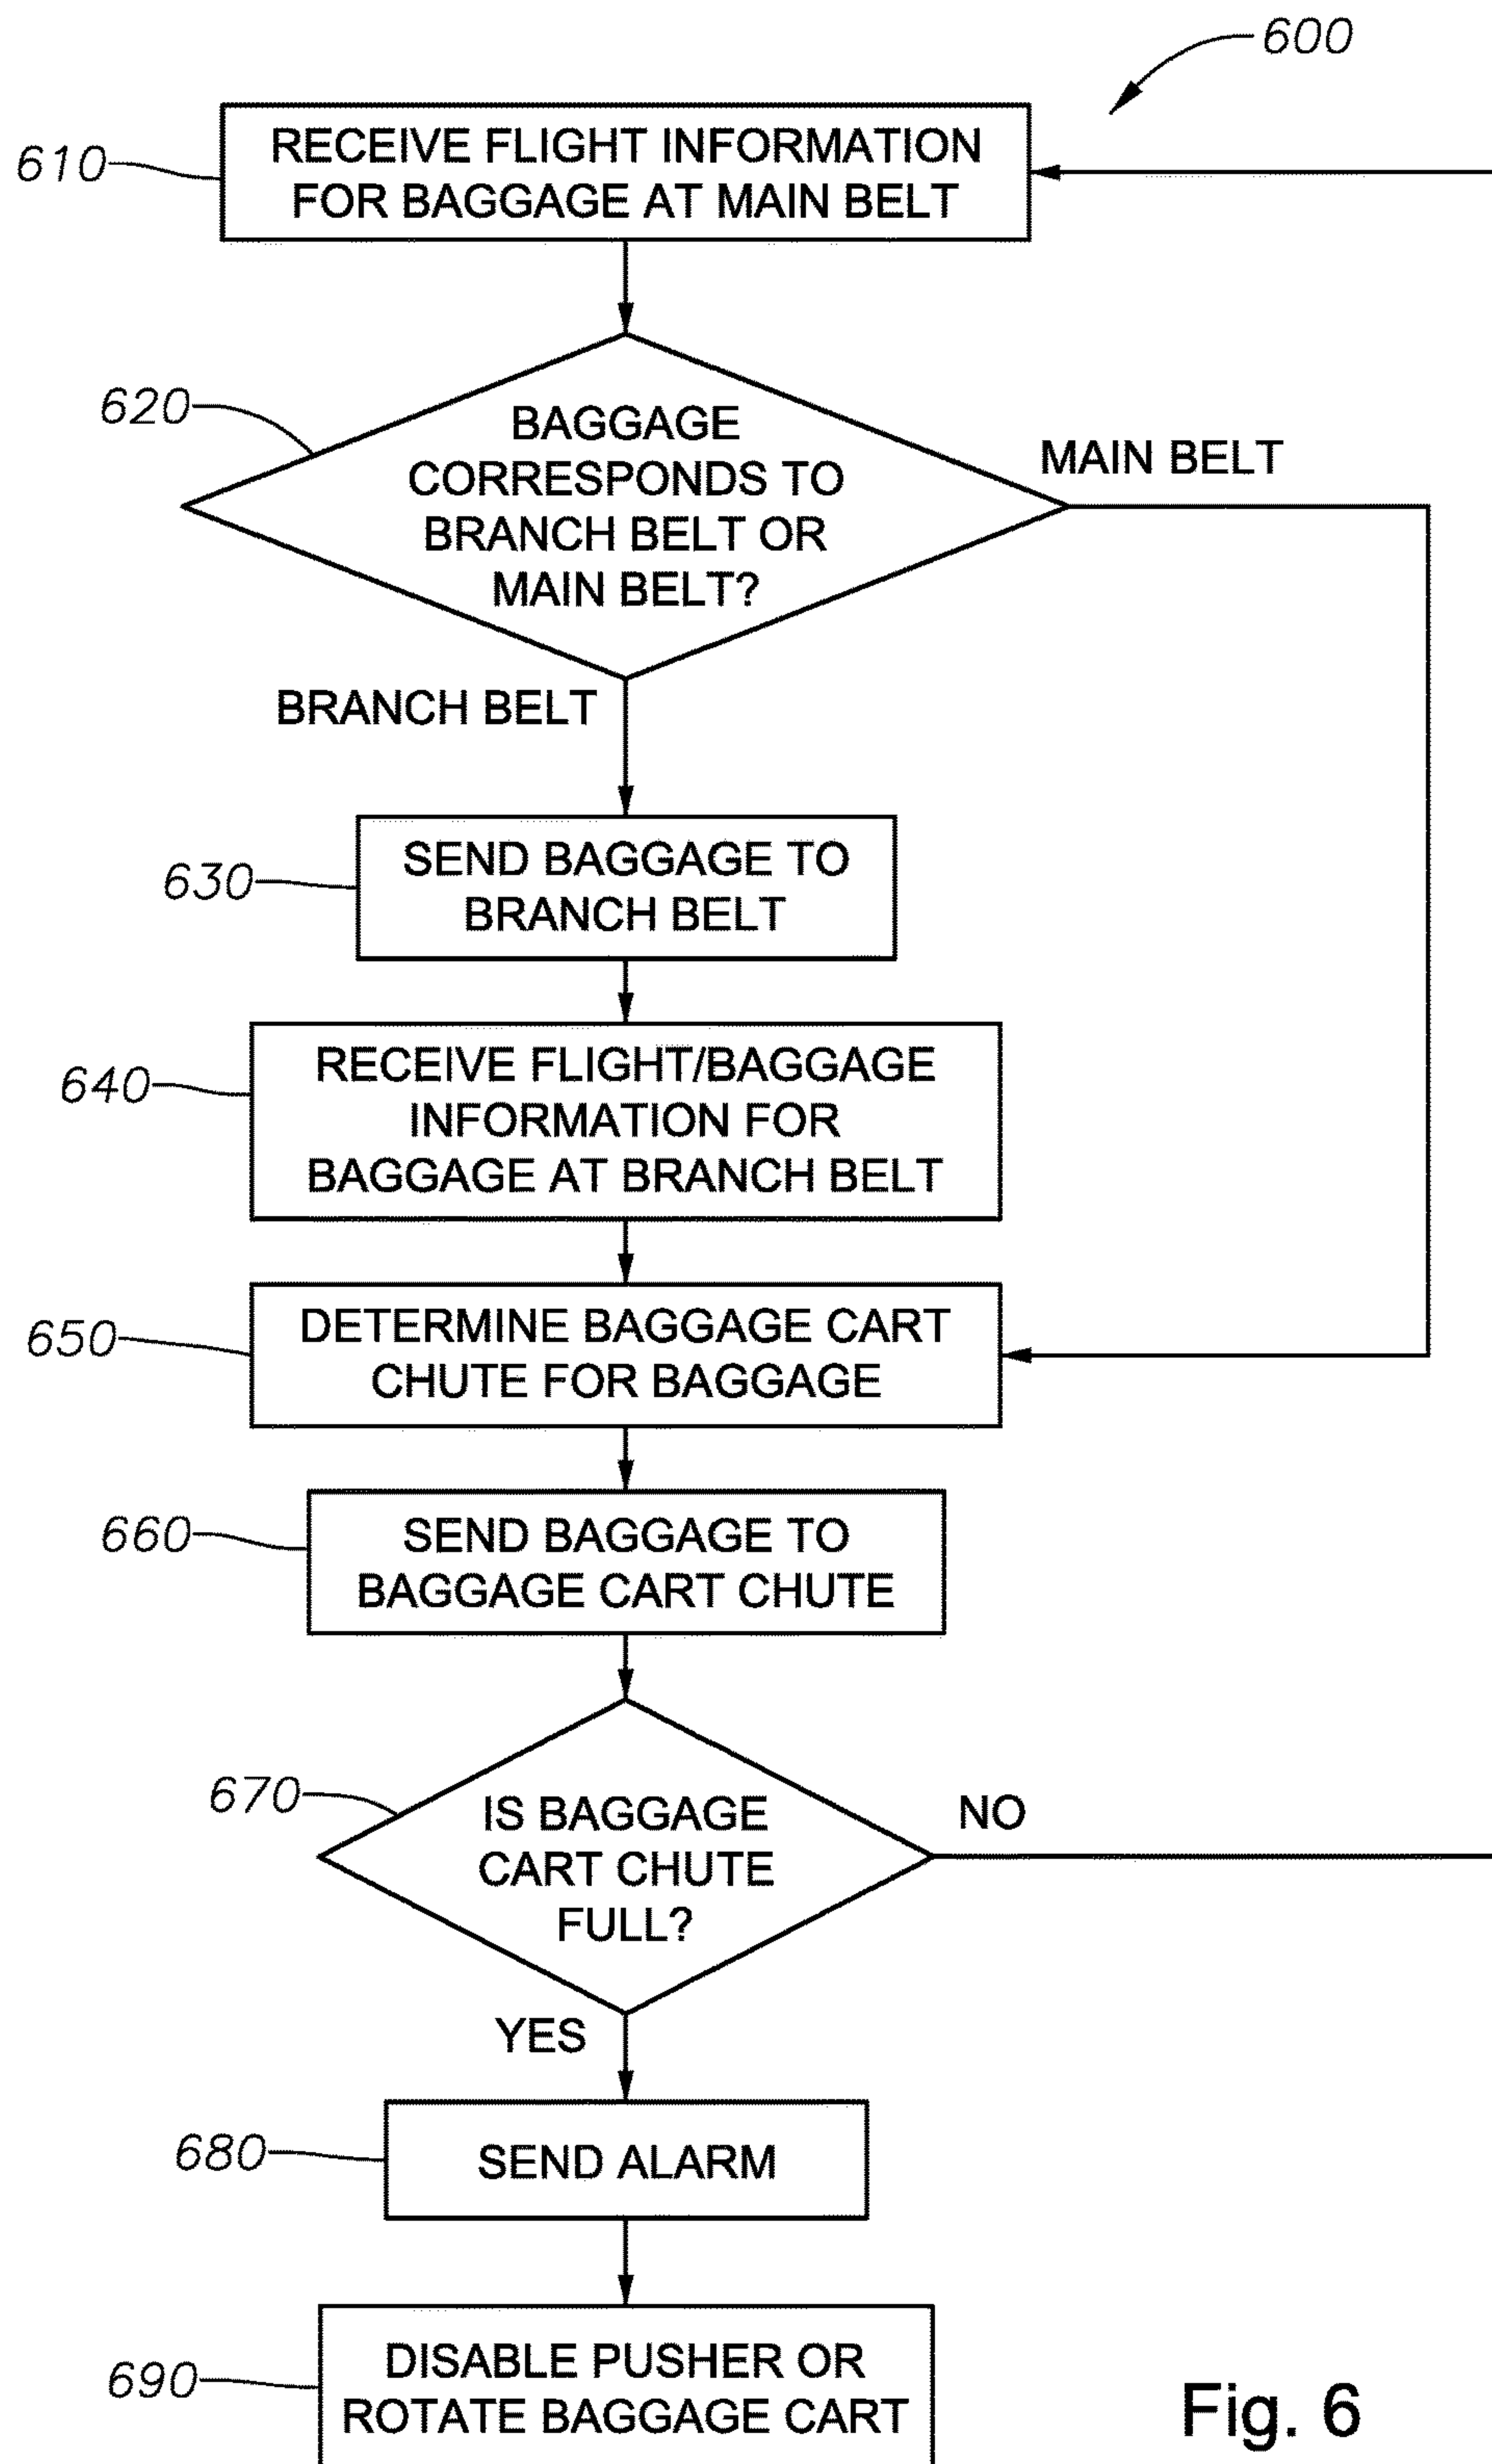 600
610
RECEIVE FLIGHT INFORMATION
FOR BAGGAGE AT MAIN BELT
620
BAGGAGE
CORRESPONDS TO
BRANCH BELT OR
MAIN BELT?
MAIN BELT
BRANCH BELT
630
SEND BAGGAGE TO
BRANCH BELT
640
RECEIVE FLIGHT/BAGGAGE
INFORMATION FOR
BAGGAGE AT BRANCH BELT
650
DETERMINE BAGGAGE CART
CHUTE FOR BAGGAGE
660
SEND BAGGAGE TO
BAGGAGE CART CHUTE
670
IS BAGGAGE
CART CHUTE
FULL?
NO
YES
680
SEND ALARM
690
DISABLE PUSHER OR
ROTATE BAGGAGE CART
Fig. 6